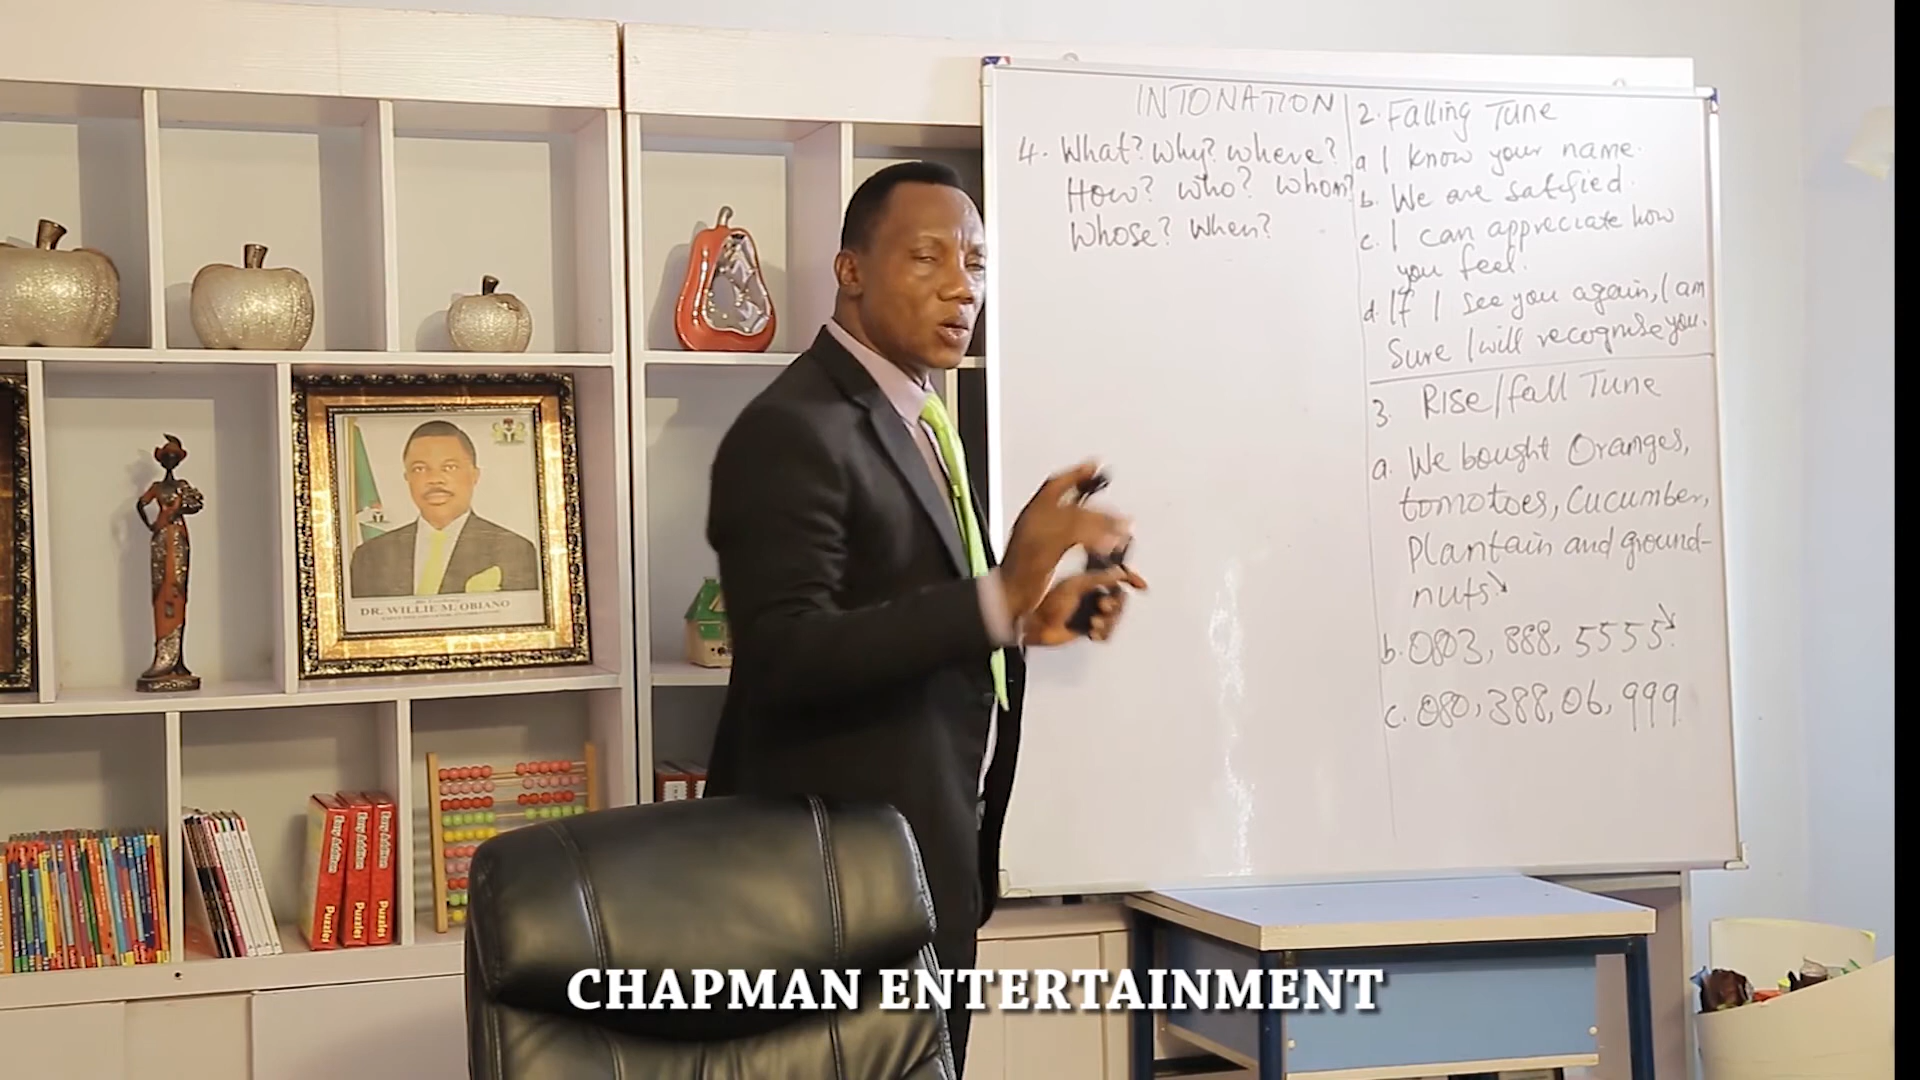 INTONATION
4. What? Why? where?
How? who? whom?
Whose? When?
2. Falling Tune
a I know your name.
b. We are satisfied.
c. I can appreciate how
you feel.
d. If I see you again, I am
Sure I will recognise you.
3. Rise/fall Tune
a. We bought Oranges,
tomotoes, Cucumber,
Plantain and ground-
nuts
b. 0803, 888, 5555
c. 080, 388, 06, 999
DR. WILLIE M. OBIANO
Puzzles
Puzzles
Puzzles
CHAPMAN ENTERTAINMENT